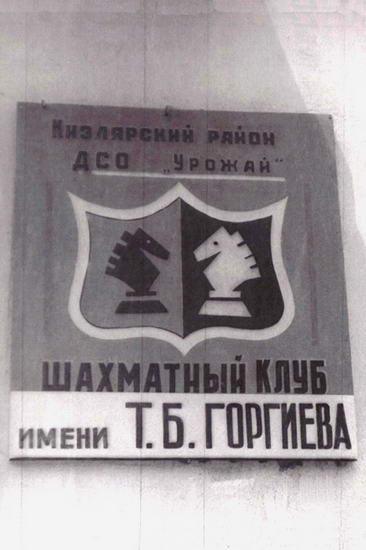 Кизлярский район
ДСО „Урожай"
ШАХМАТНЫЙ КЛУБ
ИМЕНИ Т. Б. ГОРГИЕВА